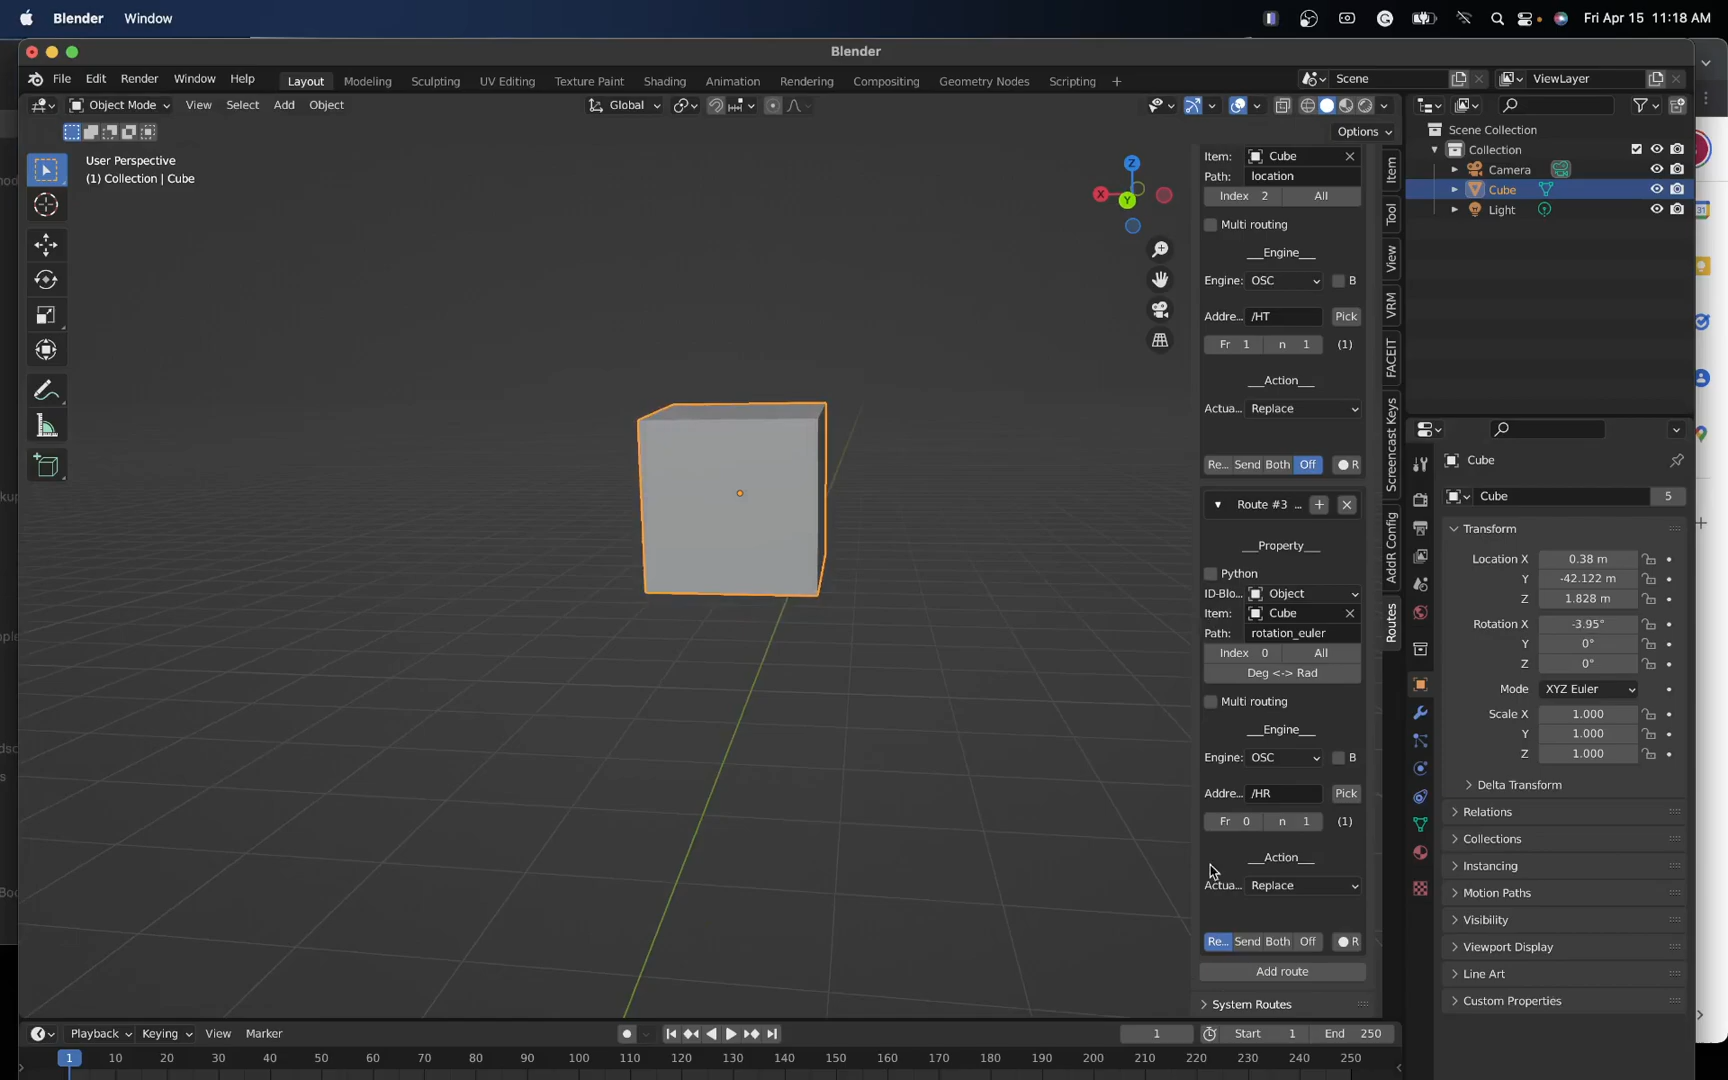 Blender Window Fri Apr 15 11:18 AM
Blender
File Edit Render Window Help Layout Modeling Sculpting UV Editing Texture Paint Shading Animation Rendering Compositing Geometry Nodes Scripting + Scene ViewLayer
Object Mode View Select Add Object Global
Options
User Perspective
(1) Collection | Cube
Z
X
Y
Item: Cube
Path: location
Index 2 All
Multi routing
__Engine__
Engine: OSC B
Addre... /HT Pick
Fr 1 n 1 (1)
__Action__
Actua... Replace
Re... Send Both Off R
Route #3 ...
__Property__
Python
ID-Blo... Object
Item: Cube
Path: rotation_euler
Index 0 All
Deg <-> Rad
Multi routing
__Engine__
Engine: OSC B
Addre... /HR Pick
Fr 0 n 1 (1)
__Action__
Actua... Replace
Re... Send Both Off R
Add route
System Routes
Item
Tool
View
VRM
FACEIT
Screencast Keys
AddR Config
Routes
Scene Collection
Collection
Camera
Cube
Light
Cube
Cube 5
Transform
Location X 0.38 m
Y -42.122 m
Z 1.828 m
Rotation X -3.95°
Y 0°
Z 0°
Mode XYZ Euler
Scale X 1.000
Y 1.000
Z 1.000
Delta Transform
Relations
Collections
Instancing
Motion Paths
Visibility
Viewport Display
Line Art
Custom Properties
Playback Keying View Marker 1 Start 1 End 250
1 10 20 30 40 50 60 70 80 90 100 110 120 130 140 150 160 170 180 190 200 210 220 230 240 250